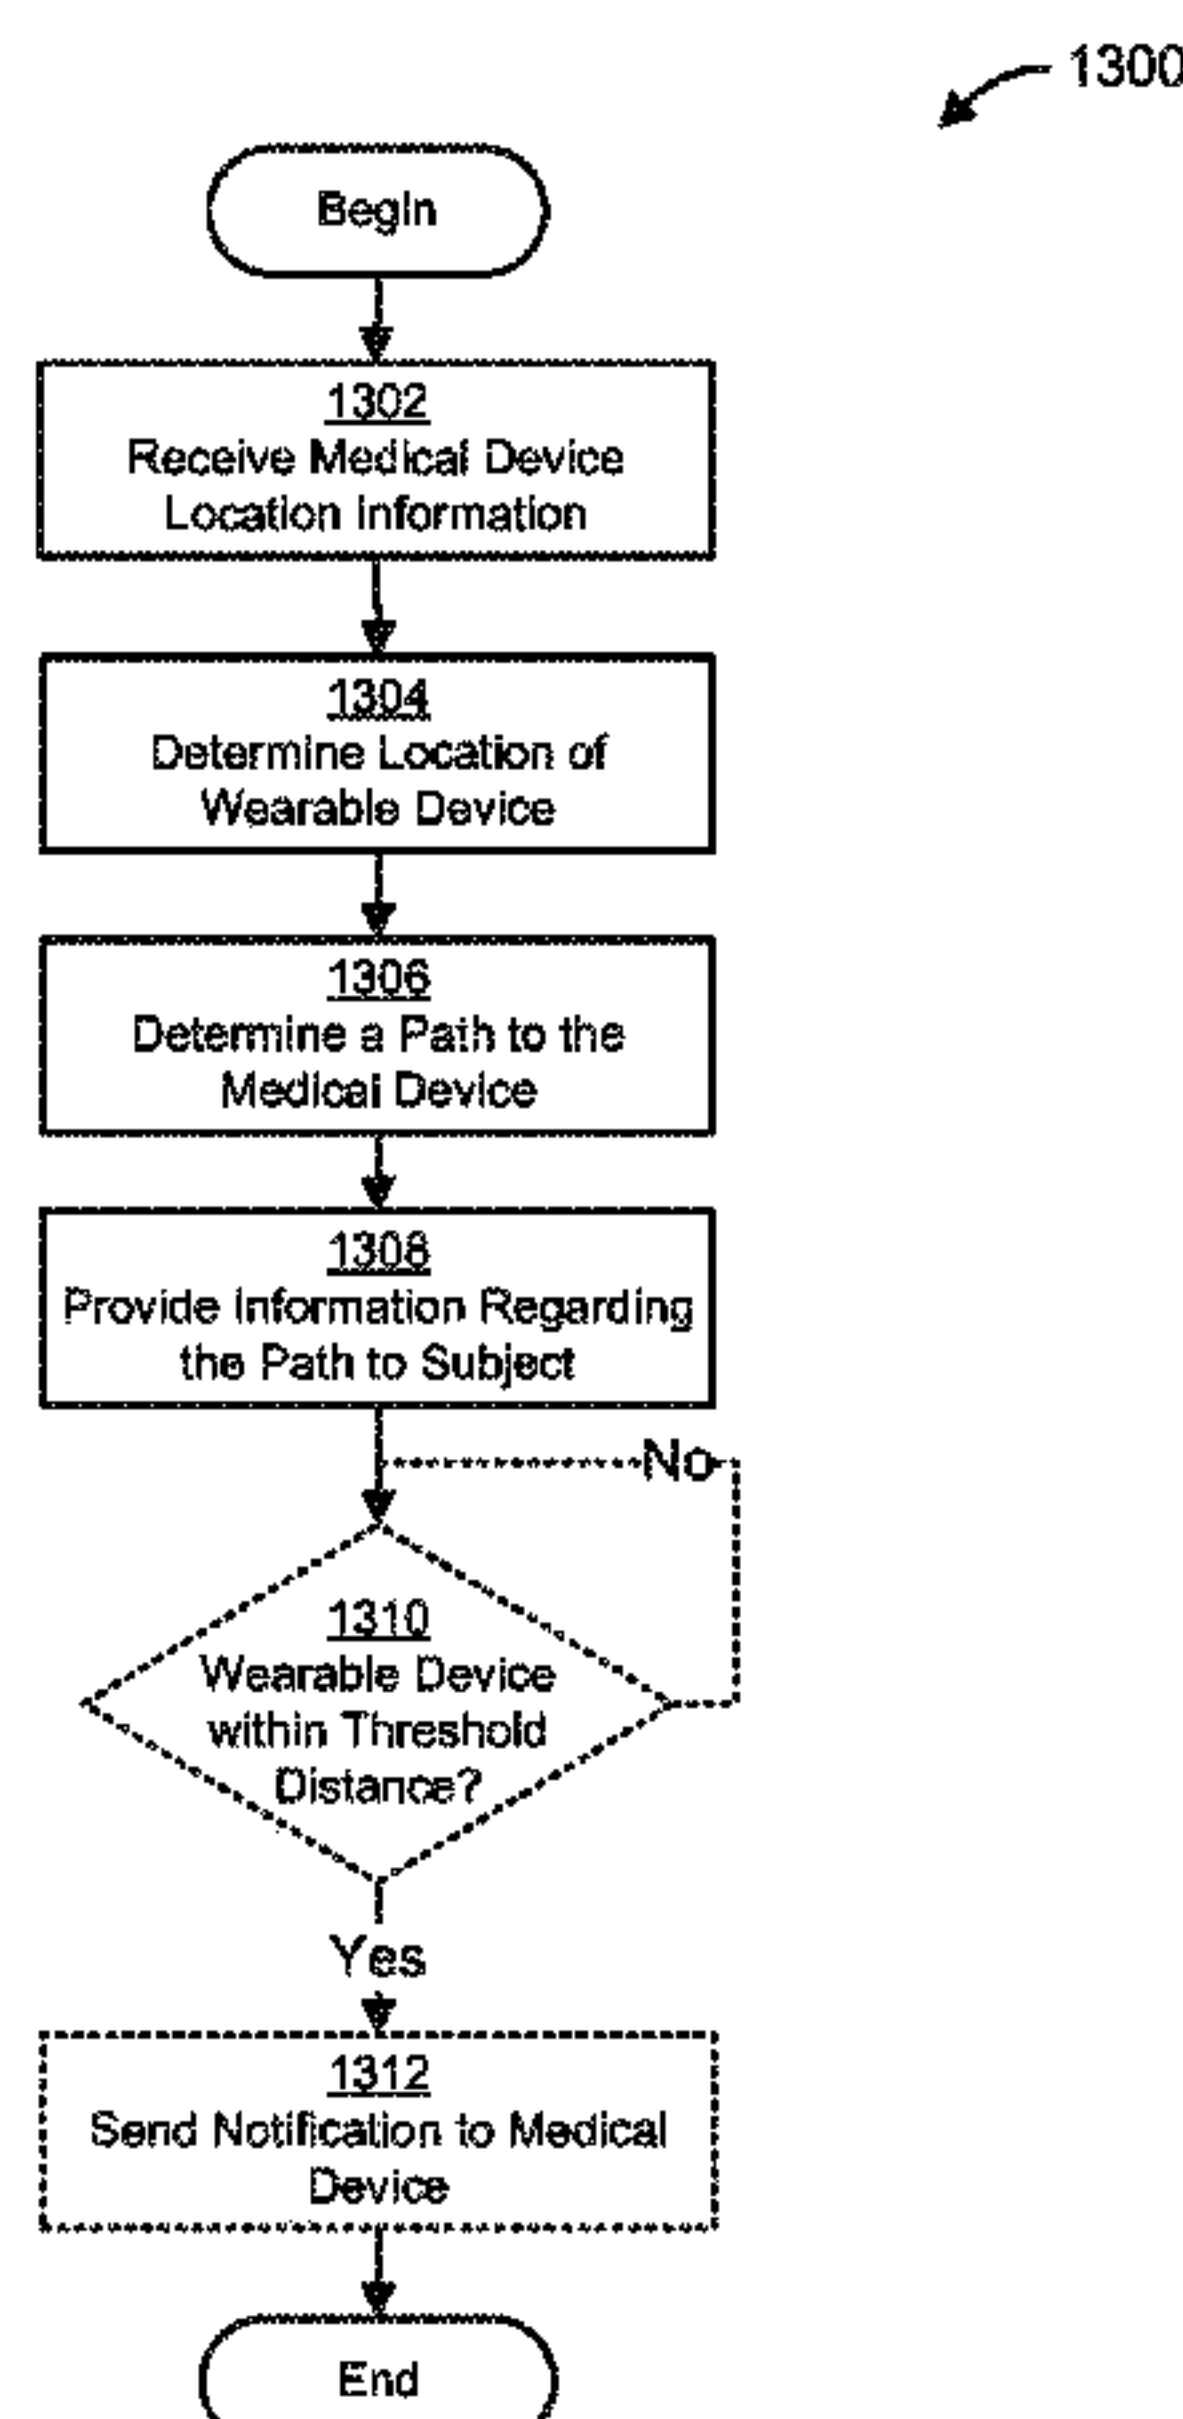 1300
Begin
1302
Receive Medical Device
Location Information
1304
Determine Location of
Wearable Device
1306
Determine a Path to the
Medical Device
1308
Provide Information Regarding
the Path to Subject
No
1310
Wearable Device
within Threshold
Distance?
Yes
1312
Send Notification to Medical
Device
End